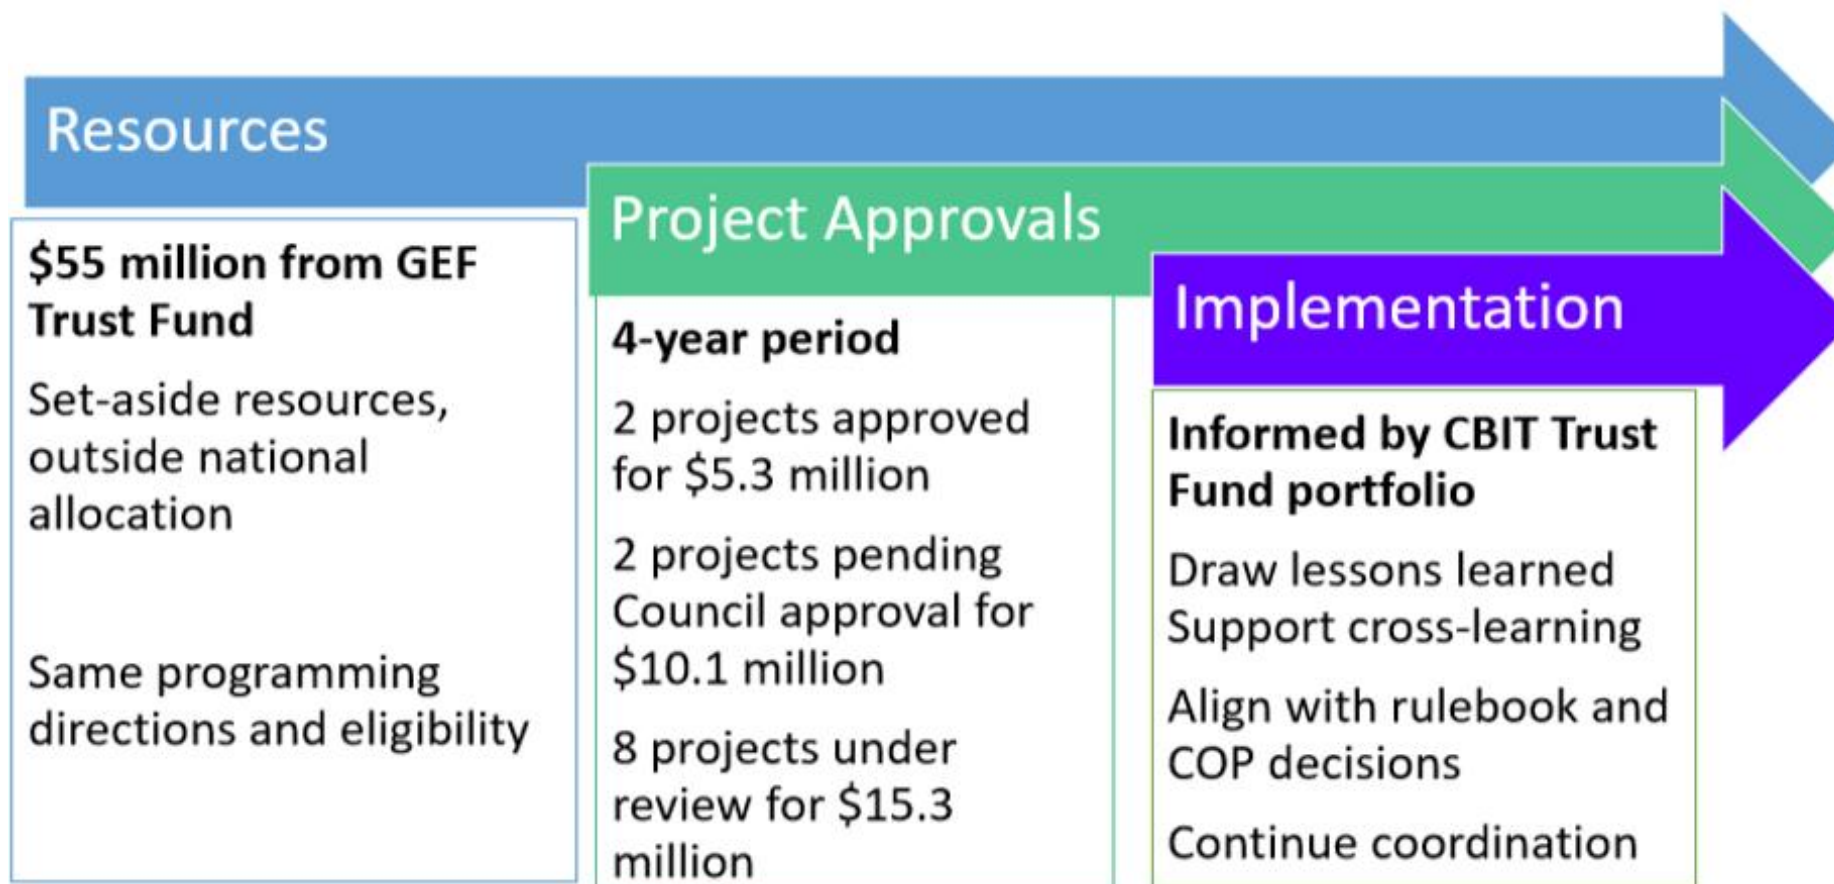 Resources
$55 million from GEF
Trust Fund
Set-aside resources,
outside national
allocation
Same programming
directions and eligibility
Project Approvals
4-year period
2 projects approved
for $5.3 million
2 projects pending
Council approval for
$10.1 million
8 projects under
review for $15.3
million
Implementation
Informed by CBIT Trust
Fund portfolio
Draw lessons learned
Support cross-learning
Align with rulebook and
COP decisions
Continue coordination